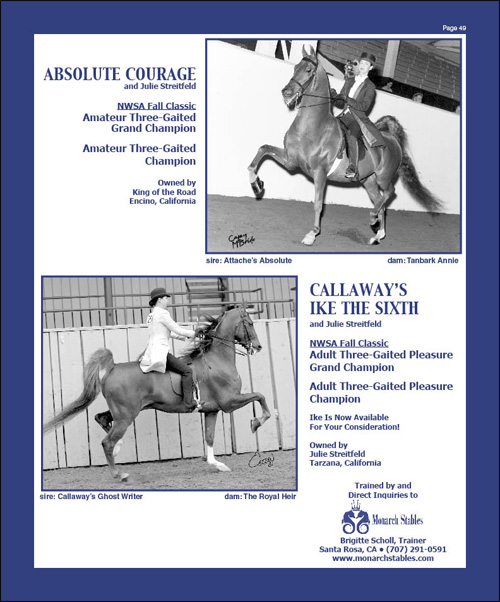 Page 49
ABSOLUTE COURAGE
and Julie Streitfeld
NWSA Fall Classic
Amateur Three-Gaited
Grand Champion
Amateur Three-Gaited
Champion
Owned by
King of the Road
Encino, California
sire: Attache's Absolute
dam: Tanbark Annie
CALLAWAY'S
IKE THE SIXTH
and Julie Streitfeld
NWSA Fall Classic
Adult Three-Gaited Pleasure
Grand Champion
Adult Three-Gaited Pleasure
Champion
Ike Is Now Available
For Your Consideration!
Owned by
Julie Streitfeld
Tarzana, California
sire: Callaway's Ghost Writer
dam: The Royal Heir
Trained by and
Direct Inquiries to
Monarch Stables
Brigitte Scholl, Trainer
Santa Rosa, CA • (707) 291-0591
www.monarchstables.com